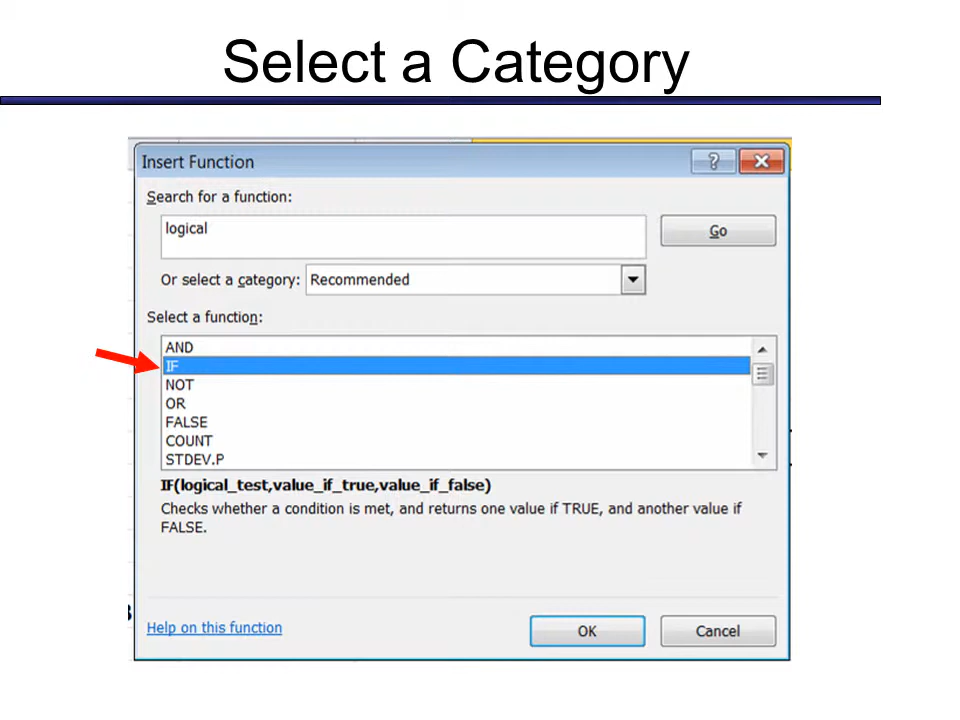 Select a Category
Insert Function
?
Search for a function:
logical
Go
Or select a category: Recommended
Select a function:
AND
IF
NOT
OR
FALSE
COUNT
STDEV.P
IF(logical_test,value_if_true,value_if_false)
Checks whether a condition is met, and returns one value if TRUE, and another value if
FALSE.
Help on this function
OK
Cancel